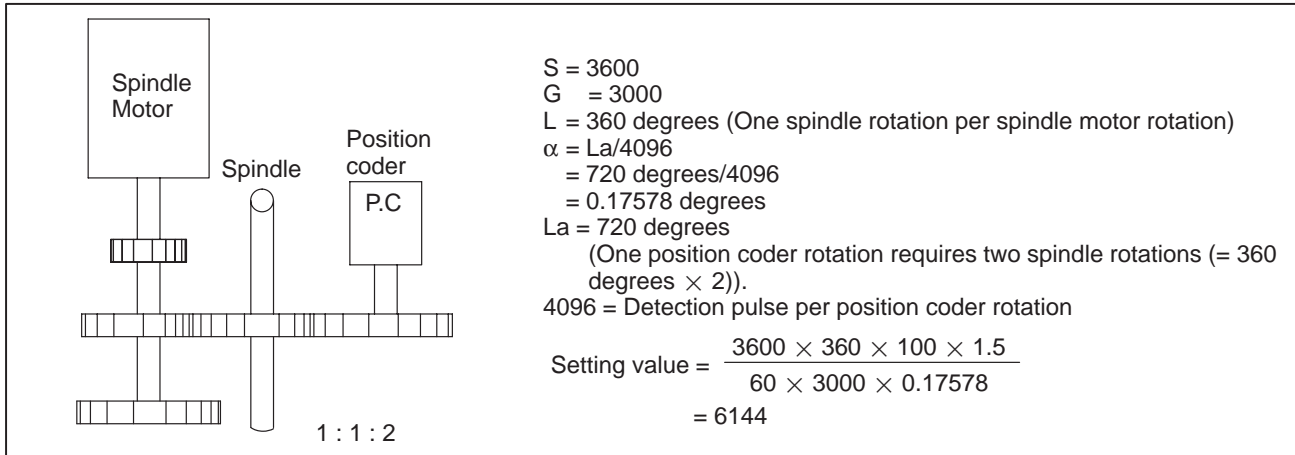 Spindle
Motor
Spindle
Position
coder
P.C
1 : 1 : 2
S = 3600
G = 3000
L = 360 degrees (One spindle rotation per spindle motor rotation)
α = La/4096
= 720 degrees/4096
= 0.17578 degrees
La = 720 degrees
(One position coder rotation requires two spindle rotations (= 360
degrees × 2)).
4096 = Detection pulse per position coder rotation
Setting value = 3600 × 360 × 100 × 1.5
60 × 3000 × 0.17578
= 6144